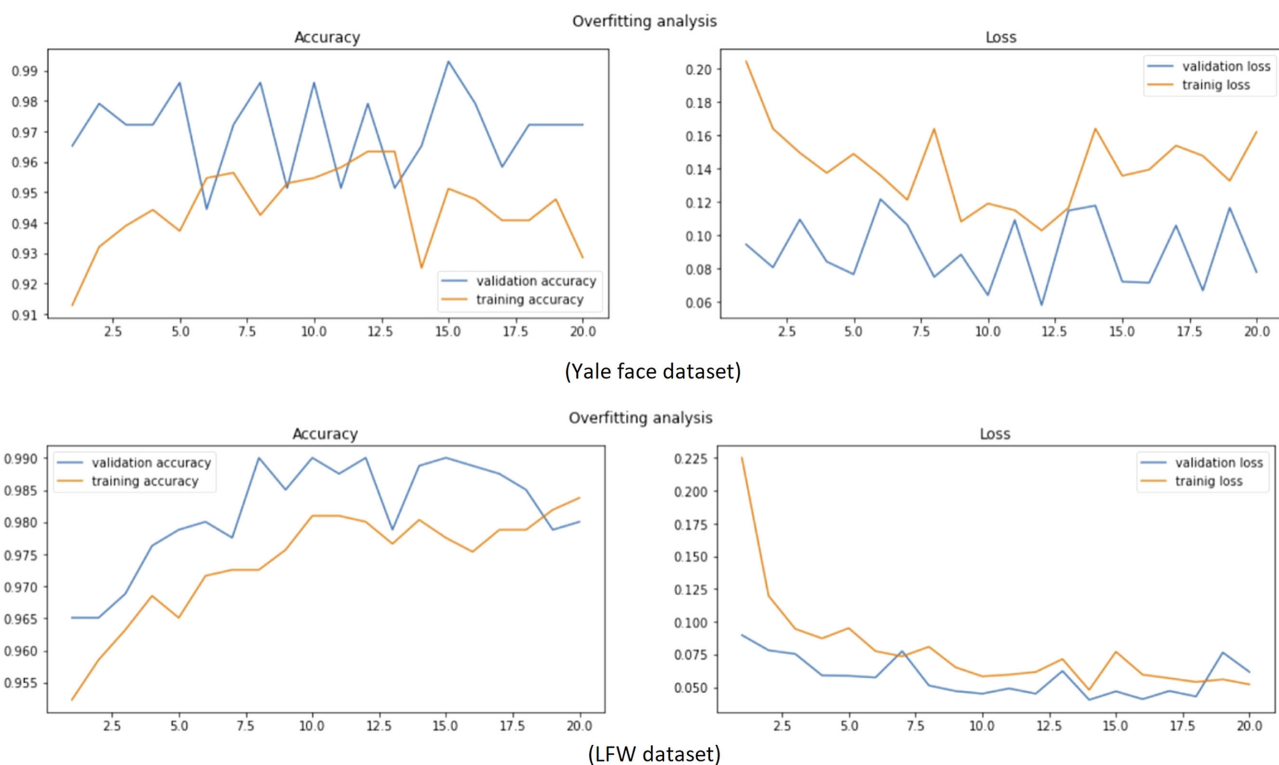 Overfitting analysis
Accuracy
0.99
0.98
0.97
0.96
0.95
0.94
0.93
0.92
0.91
validation accuracy
training accuracy
2.5 5.0 7.5 10.0 12.5 15.0 17.5 20.0
Loss
0.20
0.18
0.16
0.14
0.12
0.10
0.08
0.06
validation loss
trainig loss
2.5 5.0 7.5 10.0 12.5 15.0 17.5 20.0
(Yale face dataset)
Overfitting analysis
Accuracy
0.990
0.985
0.980
0.975
0.970
0.965
0.960
0.955
validation accuracy
training accuracy
2.5 5.0 7.5 10.0 12.5 15.0 17.5 20.0
Loss
0.225
0.200
0.175
0.150
0.125
0.100
0.075
0.050
validation loss
trainig loss
2.5 5.0 7.5 10.0 12.5 15.0 17.5 20.0
(LFW dataset)